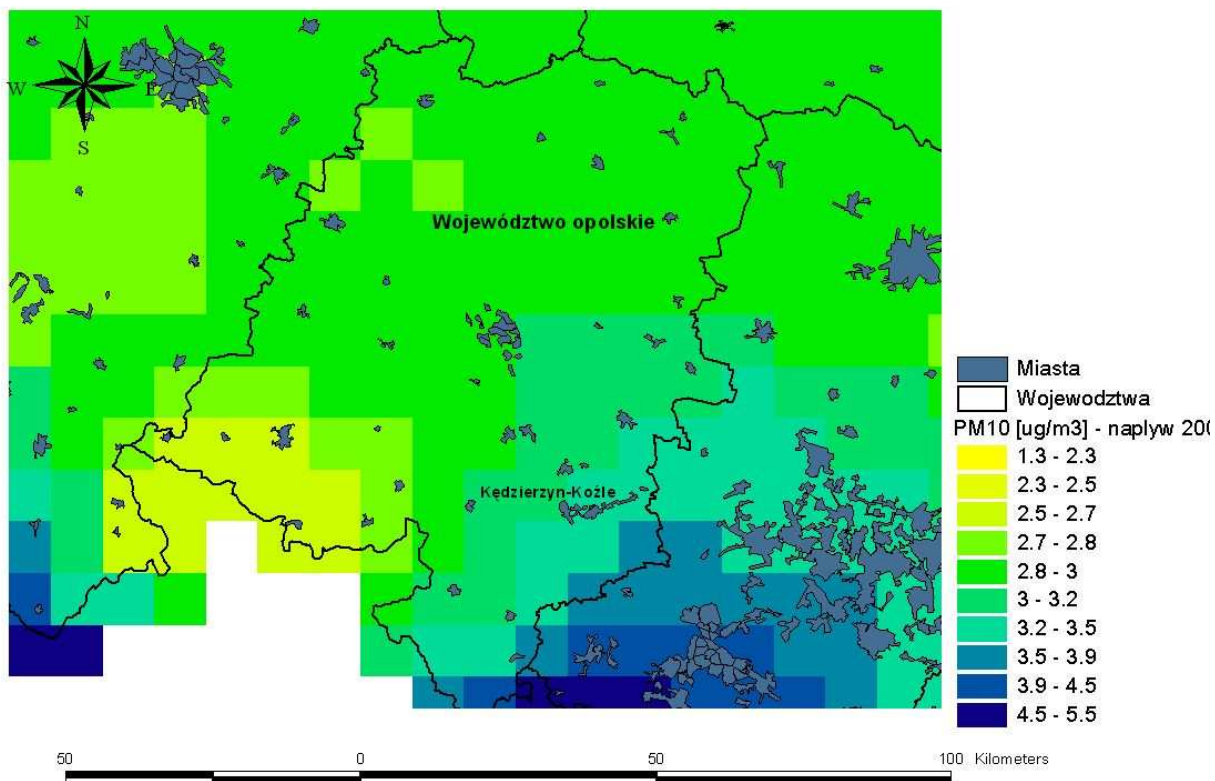 N
W E
S
Województwo opolskie
Kędzierzyn-Koźle
Miasta
Wojewodztwa
PM10 [ug/m3] - naplyw 200
1.3 - 2.3
2.3 - 2.5
2.5 - 2.7
2.7 - 2.8
2.8 - 3
3 - 3.2
3.2 - 3.5
3.5 - 3.9
3.9 - 4.5
4.5 - 5.5
50 0 50 100 Kilometers